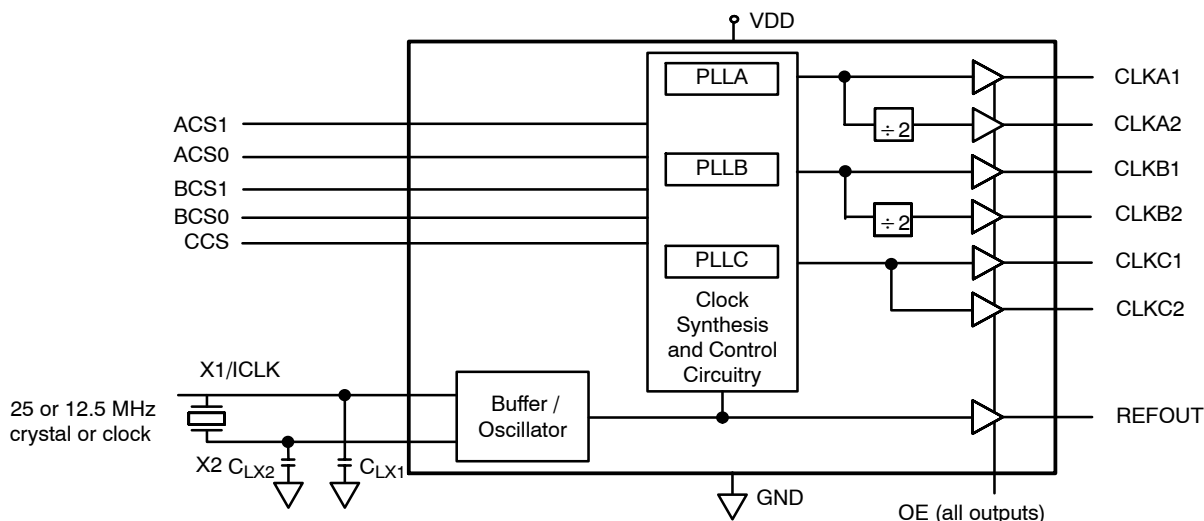 VDD
PLLA
CLKA1
ACS1
÷2
CLKA2
ACS0
PLLB
CLKB1
BCS1
BCS0
÷2
CLKB2
CCS
PLLC
CLKC1
Clock
Synthesis
and Control
Circuitry
CLKC2
X1/ICLK
25 or 12.5 MHz
crystal or clock
Buffer /
Oscillator
REFOUT
X2
CLX2
CLX1
GND
OE (all outputs)